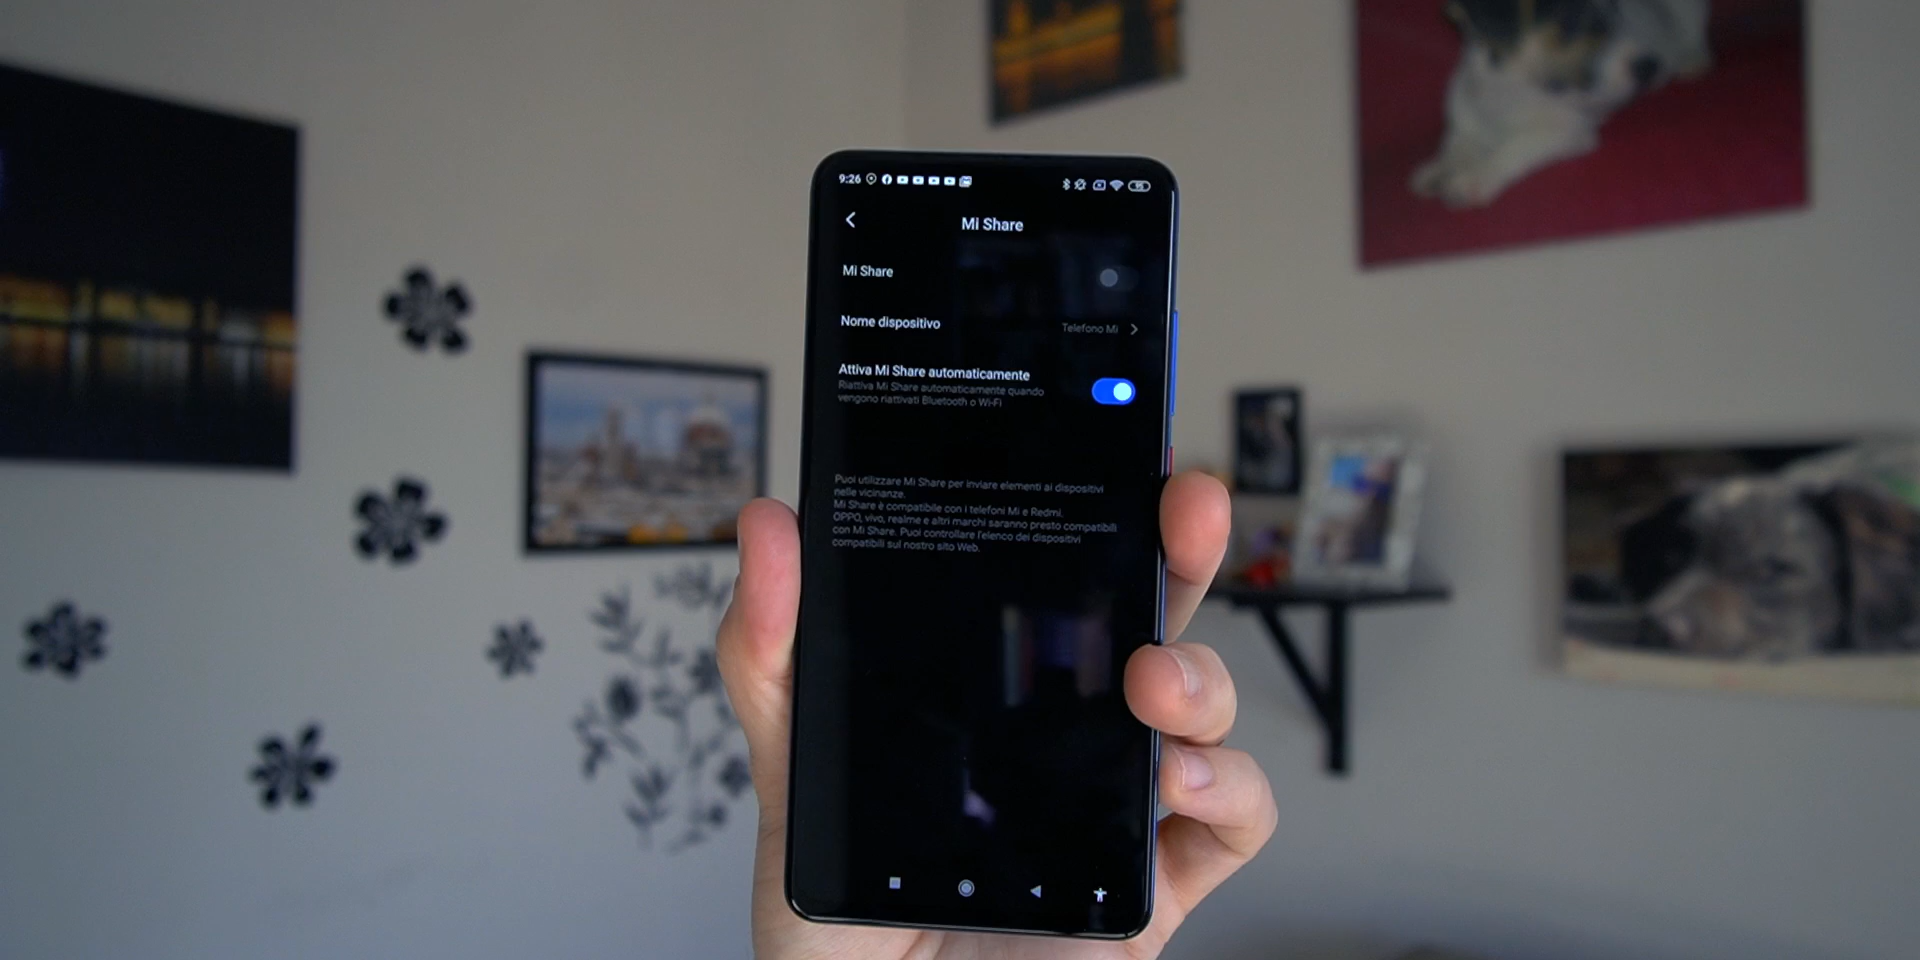 9:26
95
Mi Share
Mi Share
Nome dispositivo
Telefono Mi
Attiva Mi Share automaticamente
Riattiva Mi Share automaticamente quando
vengono riattivati Bluetooth o Wi-Fi
Puoi utilizzare Mi Share per inviare elementi ai dispositivi
nelle vicinanze.
Mi Share è compatibile con i telefoni Mi e Redmi.
OPPO, vivo, realme e altri marchi saranno presto compatibili
con Mi Share. Puoi controllare l'elenco dei dispositivi
compatibili sul nostro sito Web.